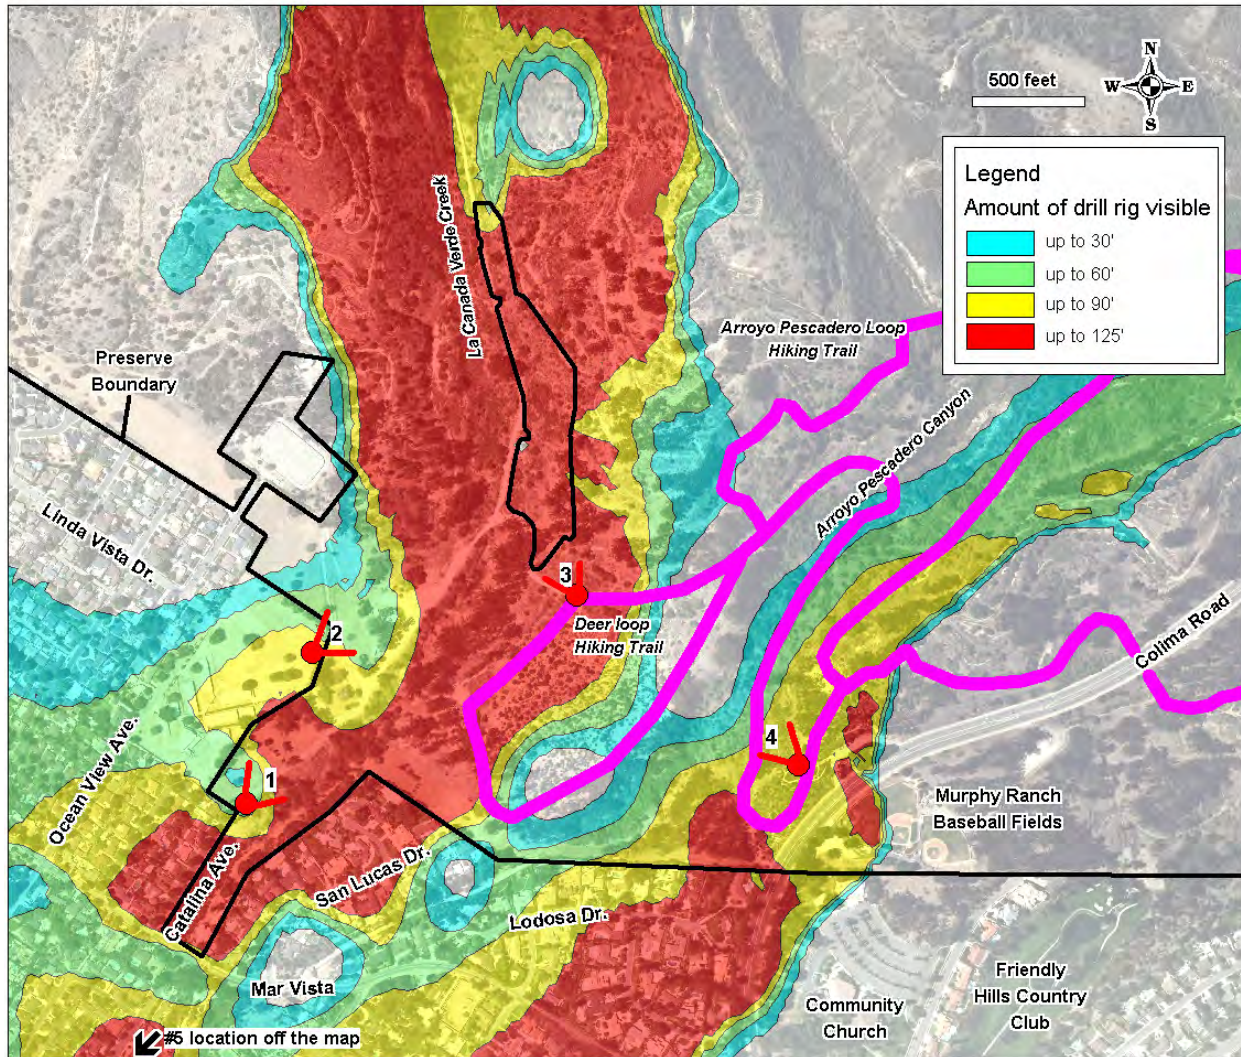 500 feet
N
W
E
S
Legend
Amount of drill rig visible
up to 30'
up to 60'
up to 90'
up to 125'
La Canada Verde Creek
Arroyo Pescadero Loop
Hiking Trail
Preserve
Boundary
Arroyo Pescadero Canyon
Linda Vista Dr.
3
Deer loop
Hiking Trail
2
Colima Road
4
1
Ocean View Ave.
Murphy Ranch
Baseball Fields
Catalina Ave.
San Lucas Dr.
Lodosa Dr.
Mar Vista
Friendly
Hills Country
Club
Community
Church
#5 location off the map